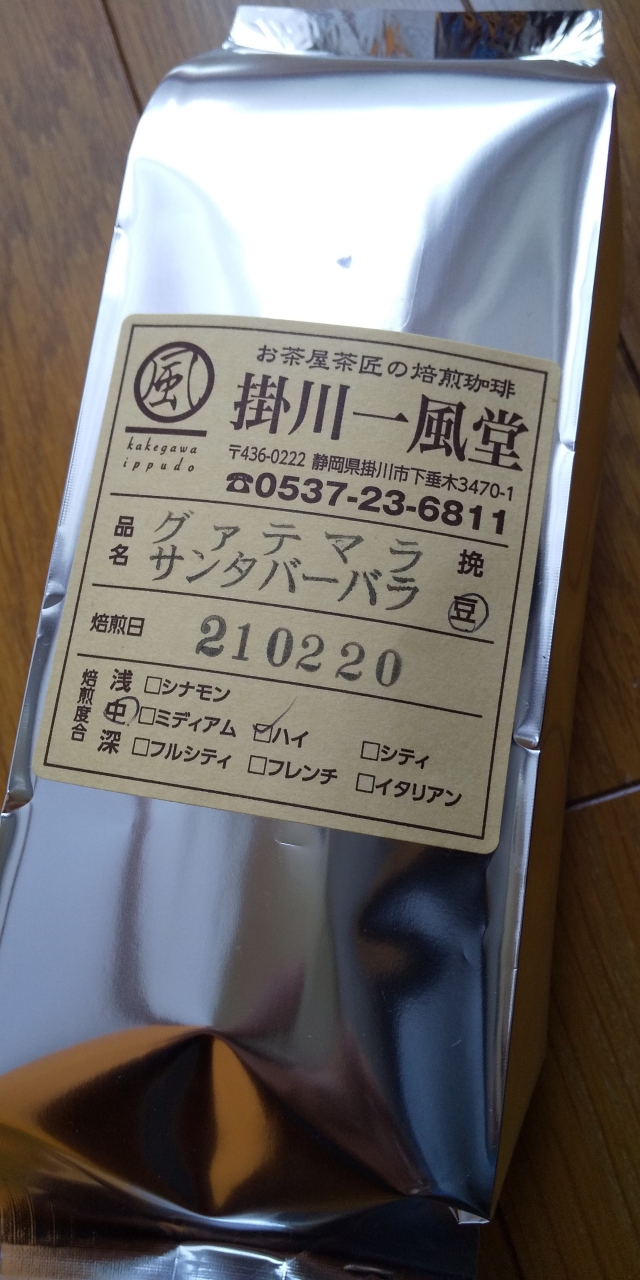 風
kakegawa
ippudo
お茶屋茶匠の焙煎珈琲
掛川一風堂
〒436-0222 静岡県掛川市下垂木3470-1
☎0537-23-6811
品名
グァテマラ
サンタバーバラ
挽
豆
焙煎日 210220
焙煎度合
浅 □シナモン
中 □ミディアム ☑ハイ □シティ
深 □フルシティ □フレンチ □イタリアン